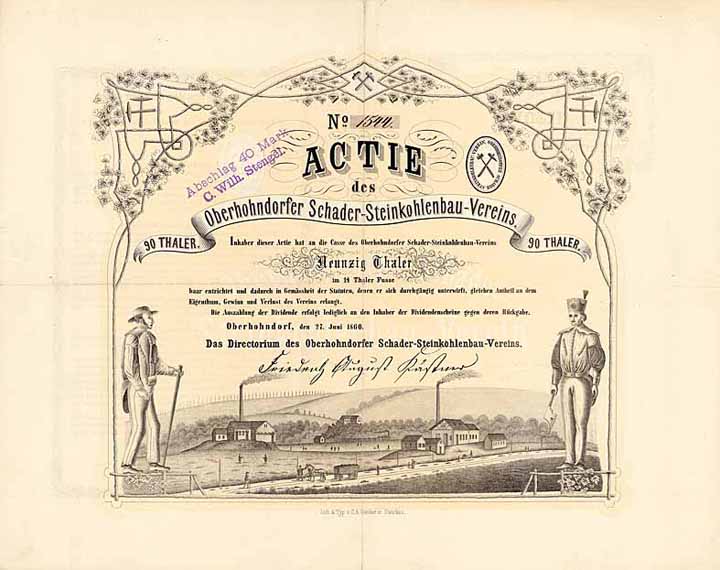 No 1544.
Abschlag 40 Mark
C. Wilh. Stengel.
ACTIE
des
Oberhohndorfer Schader-Steinkohlenbau-Vereins.
90 THALER.
90 THALER.
Inhaber dieser Actie hat an die Casse des Oberhohndorfer Schader-Steinkohlenbau-Vereins
Neunzig Thaler
im 14 Thaler Fusse
baar entrichtet und dadurch in Gemässheit der Statuten, denen er sich durchgängig unterwirft, gleichen Antheil an dem
Eigenthum, Gewinn und Verlust des Vereins erlangt.
Die Auszahlung der Dividende erfolgt lediglich an den Inhaber der Dividendenscheine gegen deren Rückgabe.
Oberhohndorf, den 27. Juni 1860.
Das Directorium des Oberhohndorfer Schader-Steinkohlenbau-Vereins.
Friedrich August Kästner